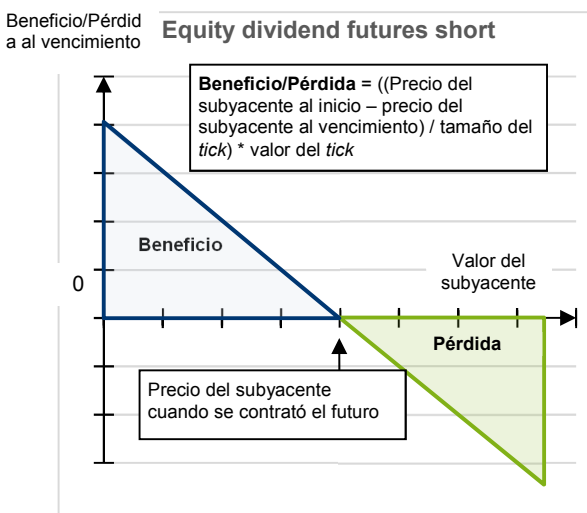 Beneficio/Pérdid
a al vencimiento
Equity dividend futures short
Beneficio/Pérdida = ((Precio del
subyacente al inicio – precio del
subyacente al vencimiento) / tamaño del
tick) * valor del tick
Beneficio
0
Valor del
subyacente
Pérdida
Precio del subyacente
cuando se contrató el futuro